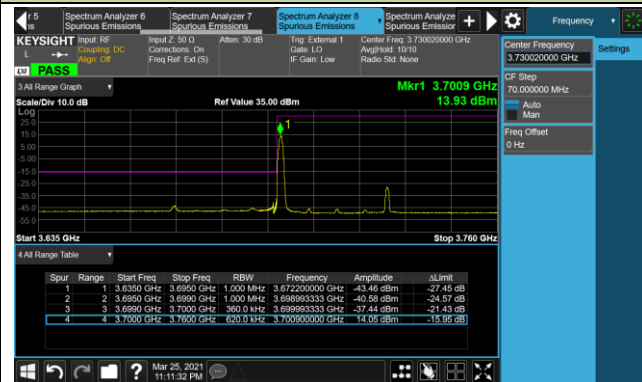 r 5
is
Spectrum Analyzer 6
Spurious Emissions
Spectrum Analyzer 7
Spurious Emissions
Spectrum Analyzer 8
Spurious Emissions
Spectrum Analyze
Spurious Emissior
Frequency
KEYSIGHT
Input: RF
Coupling: DC
Align: Off
Input Z: 50 Ω
Corrections: On
Freq Ref: Ext (S)
Atten: 30 dB
Trig: External 1
Gate: LO
IF Gain: Low
Center Freq: 3.730020000 GHz
Avg|Hold: 10/10
Radio Std: None
L
LXI
PASS
Center Frequency
3.730020000 GHz
Settings
CF Step
70.000000 MHz
Auto
Man
Freq Offset
0 Hz
3 All Range Graph
Mkr1 3.7009 GHz
13.93 dBm
Scale/Div 10.0 dB
Ref Value 35.00 dBm
Log
25.0
15.0
5.00
-5.00
-15.0
-25.0
-35.0
-45.0
-55.0
1
Start 3.635 GHz
Stop 3.760 GHz
4 All Range Table
Spur Range Start Freq Stop Freq RBW Frequency Amplitude ΔLimit
1 1 3.6350 GHz 3.6950 GHz 1.000 MHz 3.672200000 GHz -43.46 dBm -27.45 dB
2 2 3.6950 GHz 3.6990 GHz 1.000 MHz 3.698993333 GHz -40.58 dBm -24.57 dB
3 3 3.6990 GHz 3.7000 GHz 360.0 kHz 3.699993333 GHz -37.44 dBm -21.43 dB
4 4 3.7000 GHz 3.7600 GHz 620.0 kHz 3.700900000 GHz 14.05 dBm -15.95 dB
Mar 25, 2021
11:11:32 PM